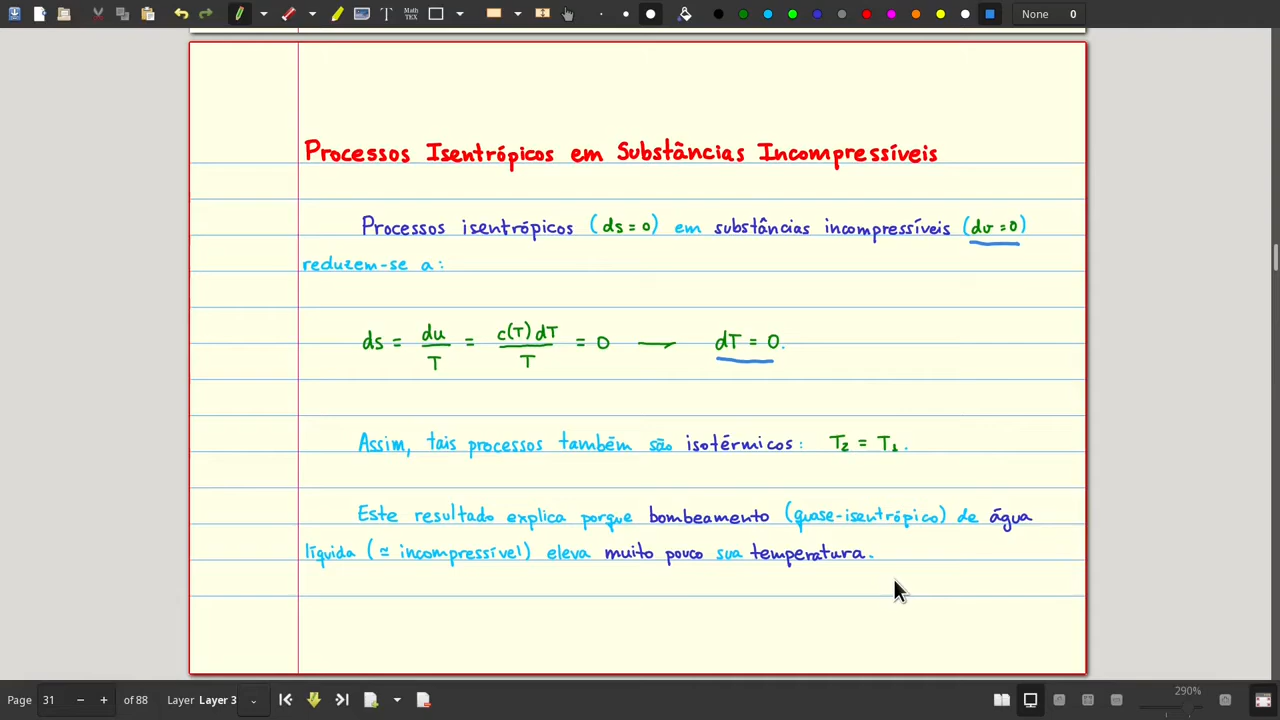 T MATH TEX None 0
Processos Isentrópicos em Substâncias Incompressíveis
Processos isentrópicos (ds = 0) em substâncias incompressíveis (dv = 0)
reduzem-se a:
ds = du/T = c(T) dT/T = 0 — dT = 0.
Assim, tais processos também são isotérmicos: T₂ = T₁.
Este resultado explica porque bombeamento (quase-isentrópico) de água
líquida (≃ incompressível) eleva muito pouco sua temperatura.
Page 31 − + of 88 Layer Layer 3 290%